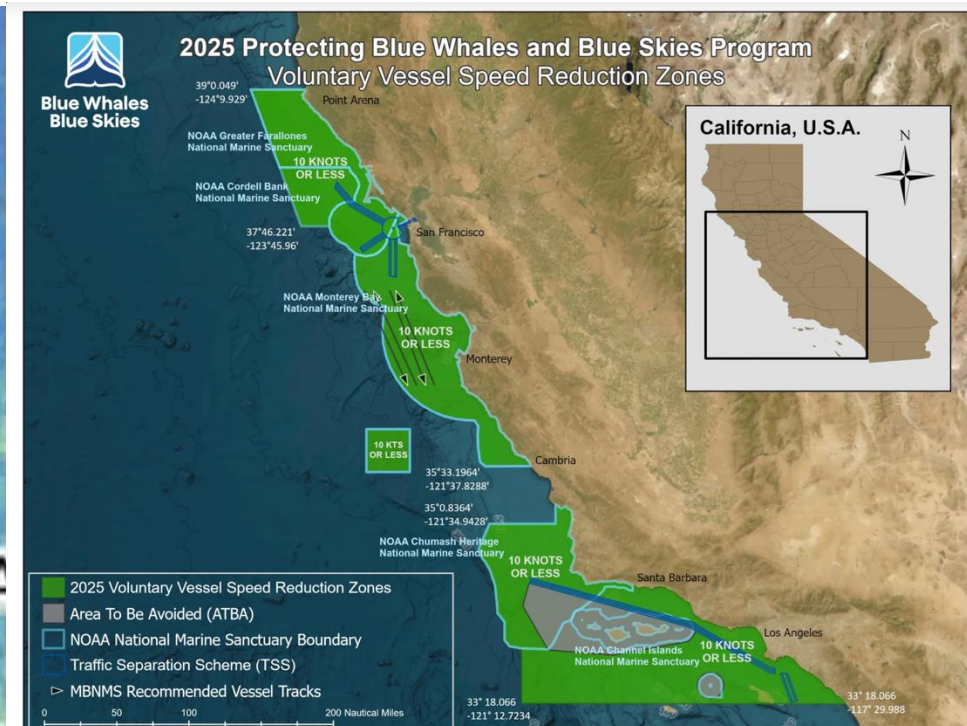 2025 Protecting Blue Whales and Blue Skies Program
Voluntary Vessel Speed Reduction Zones
Blue Whales
Blue Skies
39°0.049'
-124°9.929'
Point Arena
NOAA Greater Farallones
National Marine Sanctuary
10 KNOTS
OR LESS
NOAA Cordell Bank
National Marine Sanctuary
37°46.221'
-123°45.96'
San Francisco
NOAA Monterey Bay
National Marine Sanctuary
10 KNOTS
OR LESS
Monterey
10 KTS
OR LESS
Cambria
35°33.1964'
-121°37.8288'
35°0.8364'
-121°34.9428'
NOAA Chumash Heritage
National Marine Sanctuary
10 KNOTS
OR LESS
Santa Barbara
Los Angeles
NOAA Channel Islands
National Marine Sanctuary
10 KNOTS
OR LESS
33° 18.066
-121° 12.7234
33° 18.066
-117° 29.988
California, U.S.A.
N
2025 Voluntary Vessel Speed Reduction Zones
Area To Be Avoided (ATBA)
NOAA National Marine Sanctuary Boundary
Traffic Separation Scheme (TSS)
MBNMS Recommended Vessel Tracks
0 50 100 200 Nautical Miles